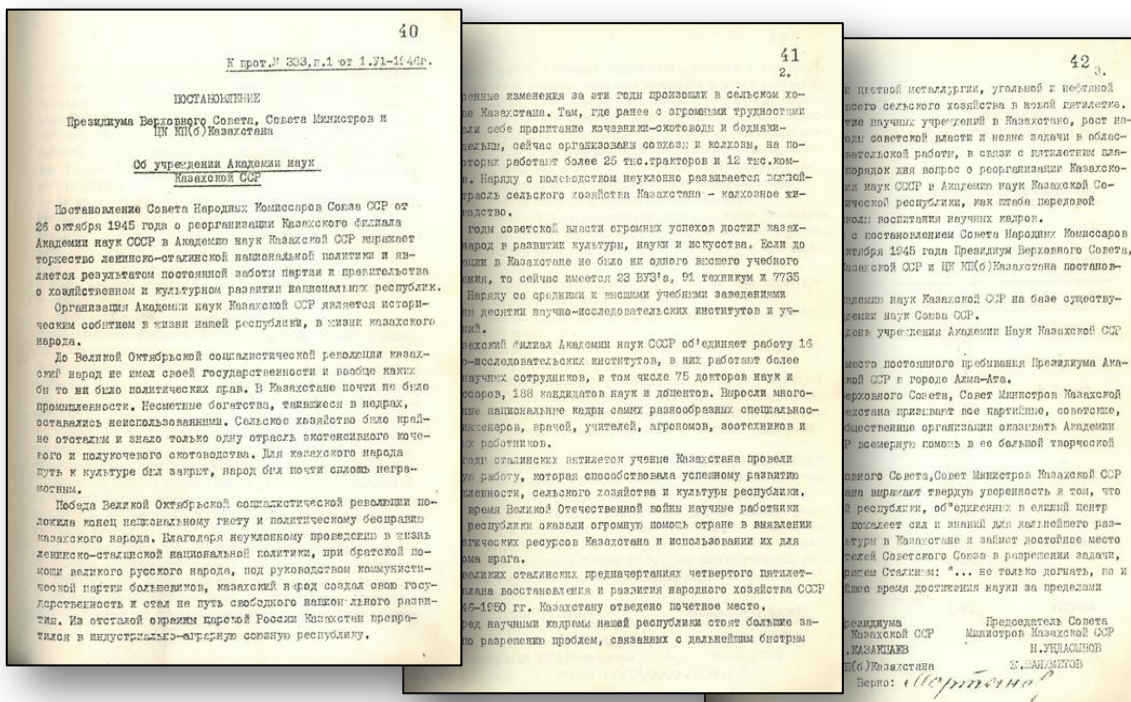 40
К прот.№ 333,п.1 от 1.УI-1946г.
ПОСТАНОВЛЕНИЕ
Президиума Верховного Совета, Совета Министров и
ЦК КП(б)Казахстана
Об учреждении Академии наук
Казахской ССР
Постановление Совета Народных Комиссаров Союза ССР от
26 октября 1945 года о реорганизации Казахского филиала
Академии наук СССР в Академию наук Казахской ССР выражает
торжество ленинско-сталинской национальной политики и яв-
ляется результатом постоянной заботы партии и правительства
о хозяйственном и культурном развитии национальных республик.
Организация Академии наук Казахской ССР является истори-
ческим событием в жизни нашей республики, в жизни казахского
народа.
До Великой Октябрьской социалистической революции казах-
ский народ не имел своей государственности и вообще каких
бы то ни было политических прав. В Казахстане почти не было
промышленности. Несметные богатства, таившиеся в недрах,
оставались неиспользованными. Сельское хозяйство было край-
не отсталым и знало только одну отрасль экстенсивного коче-
вого и полукочевого скотоводства. Для казахского народа
путь к культуре был закрыт, народ был почти сплошь негра-
мотным.
Победа Великой Октябрьской социалистической революции по-
ложила конец национальному гнету и политическому бесправию
казахского народа. Благодаря неуклонному проведению в жизнь
ленинско-сталинской национальной политики, при братской по-
мощи великого русского народа, под руководством коммунисти-
ческой партии большевиков, казахский народ создал свою госу-
дарственность и стал на путь свободного национального разви-
тия. Из отсталой окраины царской России Казахстан превра-
тился в индустриально-аграрную союзную республику.
41
2.
изменения за эти годы произошли в сельском хо-
Казахстана. Там, где ранее с огромными трудностями
себе пропитание кочевники-скотоводы и бедняки-
сейчас организованы совхозы и колхозы, на по-
работают более 25 тыс.тракторов и 12 тыс.ком-
Наряду с полеводством неуклонно развивается
сельского хозяйства Казахстана - колхозное жи-
водство.
годы советской власти огромных успехов достиг казах-
народ в развитии культуры, науки и искусства. Если до
в Казахстане не было ни одного высшего учебного
то сейчас имеется 23 ВУЗ'а, 91 техникум и 7735
Наряду со средними и высшими учебными заведениями
десятки научно-исследовательских институтов и уч-
филиал Академии наук СССР об'единяет работу 16
-исследовательских институтов, в них работают более
научных сотрудников, в том числе 75 докторов наук и
188 кандидатов наук и доцентов. Выросли много-
национальные кадры самых разнообразных специальнос-
врачей, учителей, агрономов, зоотехников и
работников.
сталинских пятилеток ученые Казахстана провели
работу, которая способствовала успешному развитию
сельского хозяйства и культуры республики.
время Великой Отечественной войны научные работники
республики оказали огромную помощь стране в выявлении
ресурсов Казахстана и использовании их для
врага.
великих сталинских предначертаниях четвертого пятилет-
плана восстановления и развития народного хозяйства СССР
46-1950 гг. Казахстану отведено почетное место.
научными кадрами нашей республики стоят большие за-
по разрешению проблем, связанных с дальнейшим быстрым
42
3.
цветной металлургии, угольной и нефтяной
всего сельского хозяйства в новой пятилетке.
научных учреждений в Казахстане, рост на-
советской власти и новые задачи в облас-
работы, в связи с пятилетним пла-
порядок дня вопрос о реорганизации Казахско-
наук СССР в Академию наук Казахской Со-
республики, как штаба передовой
воспитания научных кадров.
с постановлением Совета Народных Комиссаров
октября 1945 года Президиум Верховного Совета,
Казахской ССР и ЦК КП(б)Казахстана постанов-
наук Казахской ССР на базе существу-
наук Союза ССР.
день учреждения Академии Наук Казахской ССР
место постоянного пребывания Президиума Ака-
ССР в городе Алма-Ата.
Верховного Совета, Совет Министров Казахской
призывают все партийные, советские,
организации оказывать Академии
всемерную помощь в ее большой творческой
Совета,Совет Министров Казахской ССР
выражают твердую уверенность в том, что
республики, об"единенных в единый центр
пожалеет сил и знаний для дальнейшего раз-
в Казахстане и займет достойное место
Советского Союза в разрешении задачи,
Сталиным: "... не только догнать, но и
время достижения науки за пределами
Председатель Совета
Казахской ССР Министров Казахской ССР
КАЗАКПАЕВ Н.УНДАСЫНОВ
(б)Казахстана Ж.ШАЯХМЕТОВ
Верно: